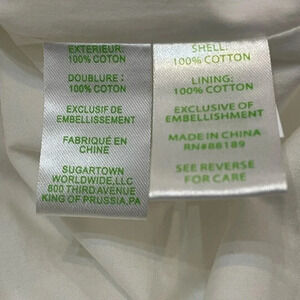 EXTERIEUR:
100% COTON
DOUBLURE :
100% COTON
EXCLUSIF DE
EMBELLISSEMENT
FABRIQUÉ EN
CHINE
SUGARTOWN
WORLDWIDE,LLC
800 THIRD AVENUE
KING OF PRUSSIA,PA
SHELL:
100% COTTON
LINING:
100% COTTON
EXCLUSIVE OF
EMBELLISHMENT
MADE IN CHINA
RN#88189
SEE REVERSE
FOR CARE